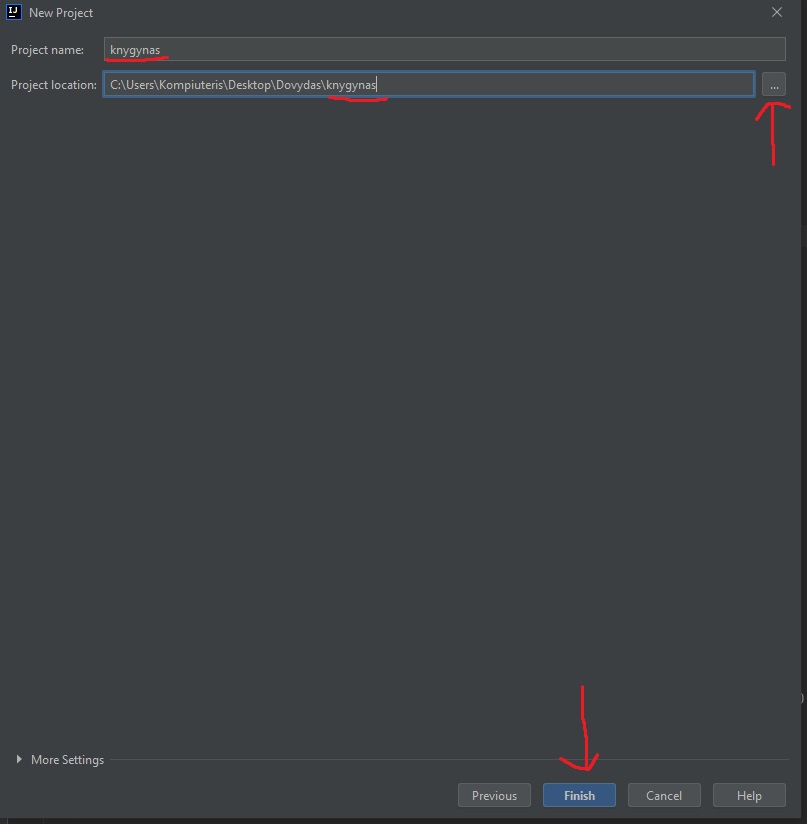 IJ New Project
Project name: knygynas
Project location: C:\Users\Kompiuteris\Desktop\Dovydas\knygynas ...
More Settings
Previous Finish Cancel Help